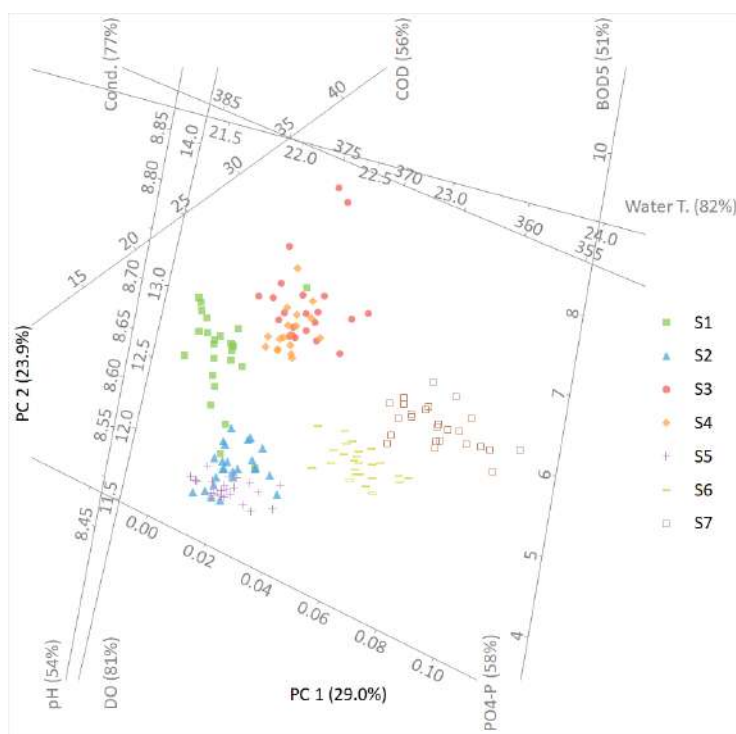 Cond. (77%)
COD (56%)
BOD5 (51%)
40
385
8.85
35
21.5
14.0
22.0
375
10
30
370
22.5
23.0
8.80
25
Water T. (82%)
24.0
360
20
355
8.70
15
13.0
8
S1
8.65
S2
12.5
PC 2 (23.9%)
8.60
S3
7
8.55
12.0
S4
6
S5
11.5
S6
8.45
0.00
S7
0.02
5
0.04
0.06
4
0.08
0.10
pH (54%)
DO (81%)
PC 1 (29.0%)
PO4-P (58%)